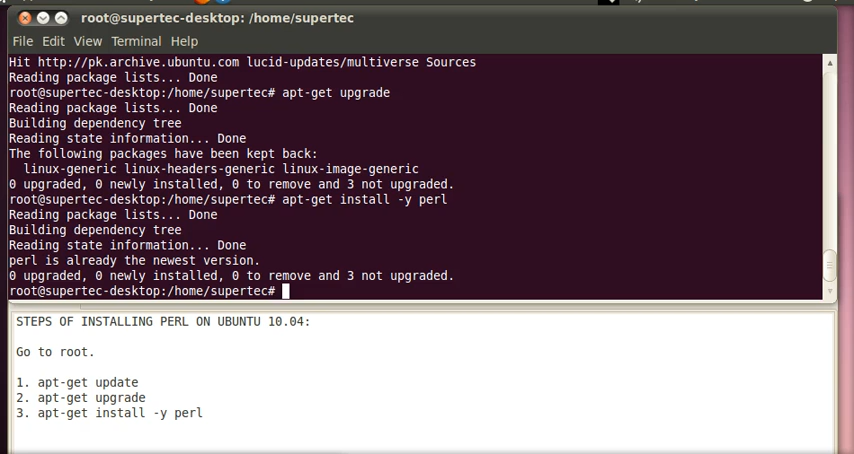 root@supertec-desktop: /home/supertec
File Edit View Terminal Help
Hit http://pk.archive.ubuntu.com lucid-updates/multiverse Sources
Reading package lists... Done
root@supertec-desktop:/home/supertec# apt-get upgrade
Reading package lists... Done
Building dependency tree
Reading state information... Done
The following packages have been kept back:
  linux-generic linux-headers-generic linux-image-generic
0 upgraded, 0 newly installed, 0 to remove and 3 not upgraded.
root@supertec-desktop:/home/supertec# apt-get install -y perl
Reading package lists... Done
Building dependency tree
Reading state information... Done
perl is already the newest version.
0 upgraded, 0 newly installed, 0 to remove and 3 not upgraded.
root@supertec-desktop:/home/supertec#
STEPS OF INSTALLING PERL ON UBUNTU 10.04:
Go to root.
1. apt-get update
2. apt-get upgrade
3. apt-get install -y perl